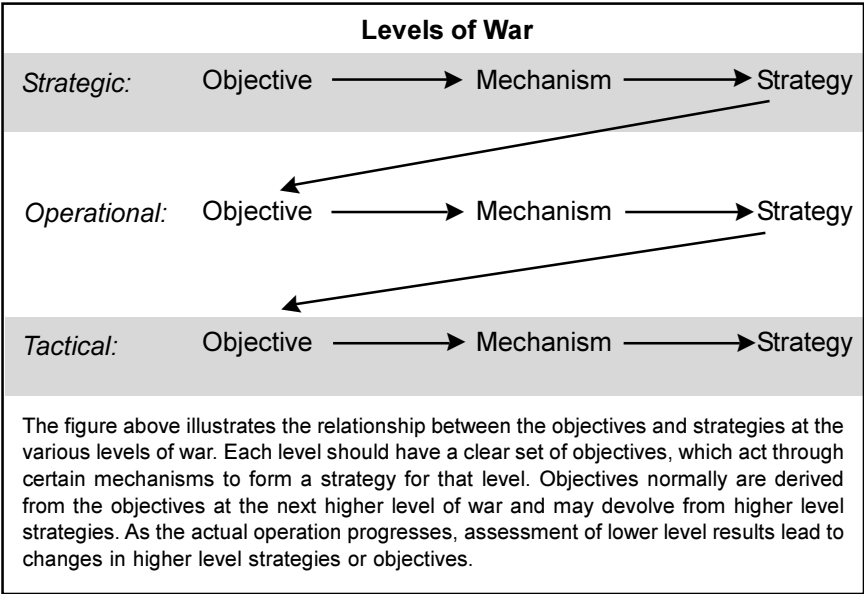 Levels of War
Strategic: Objective Mechanism Strategy
Operational: Objective Mechanism Strategy
Tactical: Objective Mechanism Strategy
The figure above illustrates the relationship between the objectives and strategies at the
various levels of war. Each level should have a clear set of objectives, which act through
certain mechanisms to form a strategy for that level. Objectives normally are derived
from the objectives at the next higher level of war and may devolve from higher level
strategies. As the actual operation progresses, assessment of lower level results lead to
changes in higher level strategies or objectives.